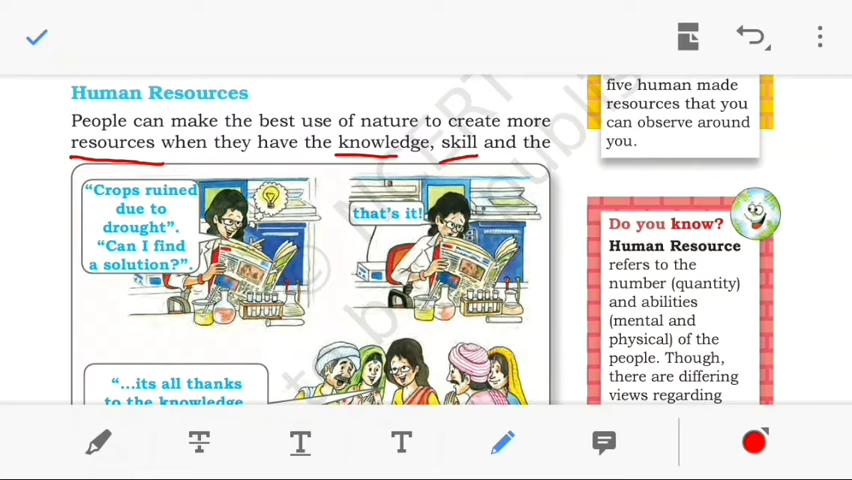 five human made
resources that you
can observe around
you.
Human Resources
People can make the best use of nature to create more
resources when they have the knowledge, skill and the
"Crops ruined
due to
drought".
"Can I find
a solution?".
that's it!
"...its all thanks
to the knowledge
Do you know?
Human Resource
refers to the
number (quantity)
and abilities
(mental and
physical) of the
people. Though,
there are differing
views regarding
© NCERT